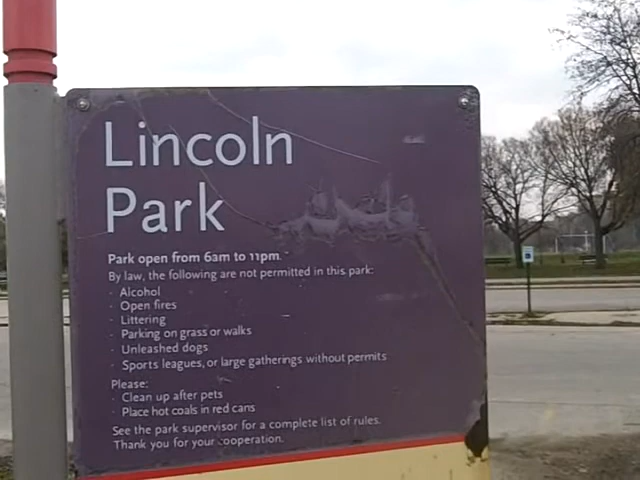 Lincoln
Park
Park open from 6am to 11pm.
By law, the following are not permitted in this park:
· Alcohol
· Open fires
· Littering
· Parking on grass or walks
· Unleashed dogs
· Sports leagues, or large gatherings without permits
Please:
· Clean up after pets
· Place hot coals in red cans
See the park supervisor for a complete list of rules.
Thank you for your cooperation.